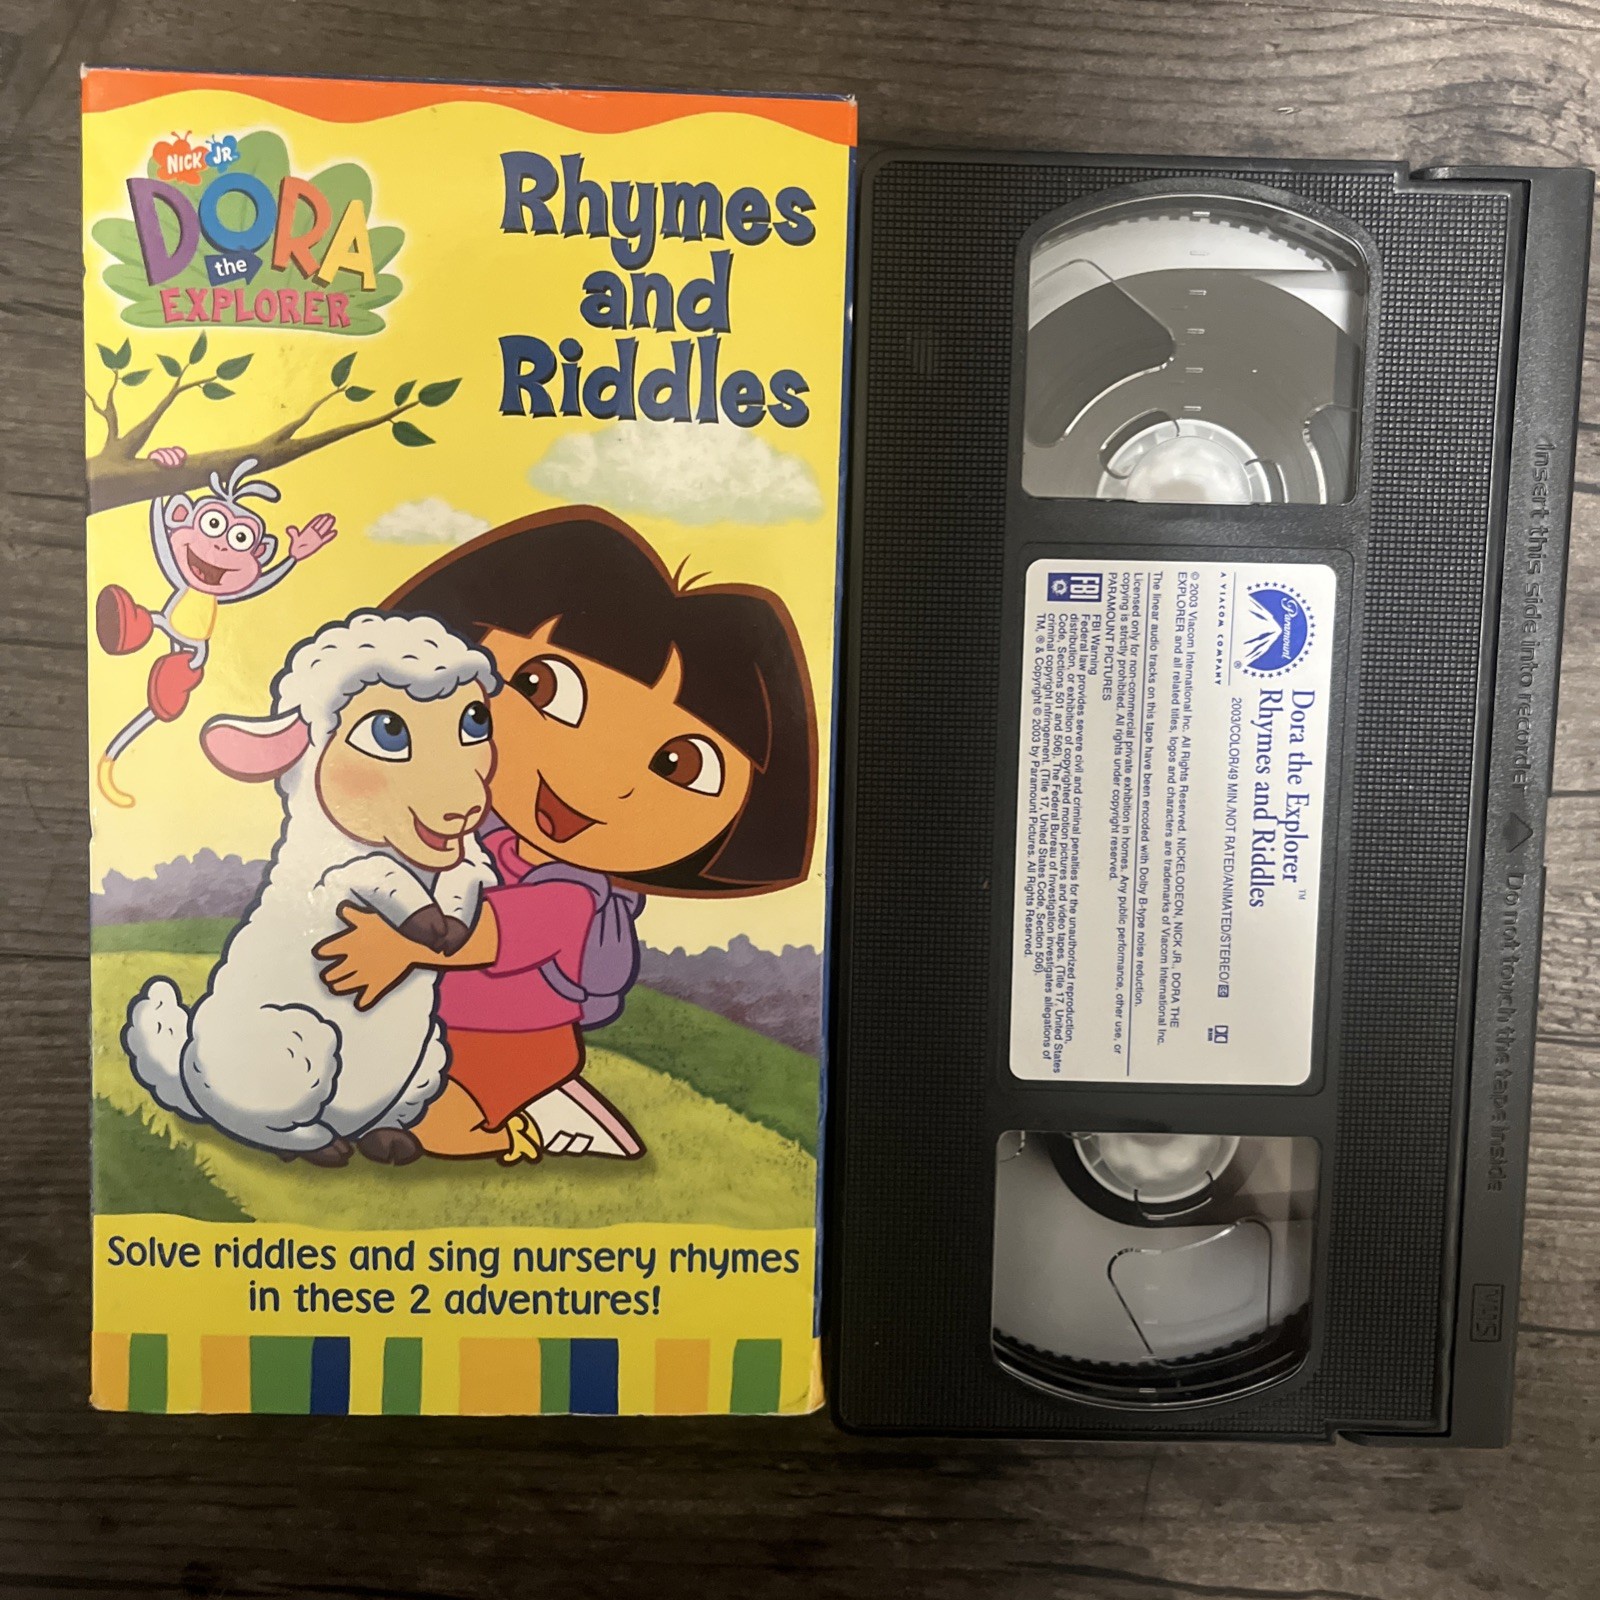 NICK JR.
DORA
the
EXPLORER™
Rhymes
and
Riddles
Solve riddles and sing nursery rhymes
in these 2 adventures!
Paramount
®
A VIACOM COMPANY
Dora the Explorer™
Rhymes and Riddles
2003/COLOR/49 MIN./NOT RATED/ANIMATED/STEREO/
© 2003 Viacom International Inc. All Rights Reserved. NICKELODEON, NICK JR., DORA THE
EXPLORER and all related titles, logos and characters are trademarks of Viacom International Inc.
The linear audio tracks on this tape have been encoded with Dolby B-type noise reduction.
Licensed only for non-commercial private exhibition in homes. Any public performance, other use, or
copying is strictly prohibited. All rights under copyright reserved.
PARAMOUNT PICTURES
FBI
FBI Warning
Federal law provides severe civil and criminal penalties for the unauthorized reproduction,
distribution, or exhibition of copyrighted motion pictures and video tapes. (Title 17, United States
Code, Sections 501 and 506). The Federal Bureau of Investigation investigates allegations of
criminal copyright infringement. (Title 17, United States Code, Section 506).
TM, ® & Copyright © 2003 by Paramount Pictures. All Rights Reserved.
Insert this side into recorder Do not touch the tape inside
VHS